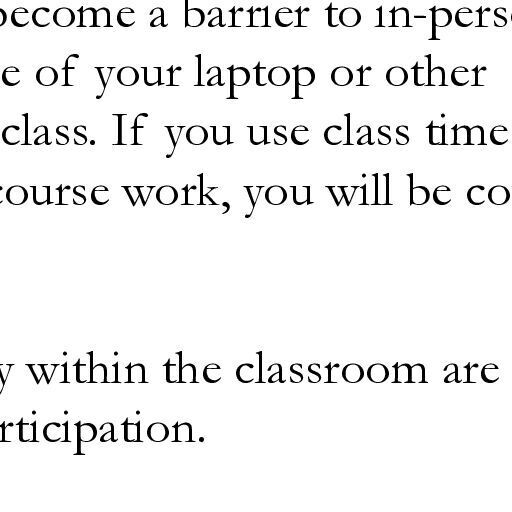 become a barrier to in-pers
e of your laptop or other
class. If you use class time
course work, you will be co
y within the classroom are
rticipation.